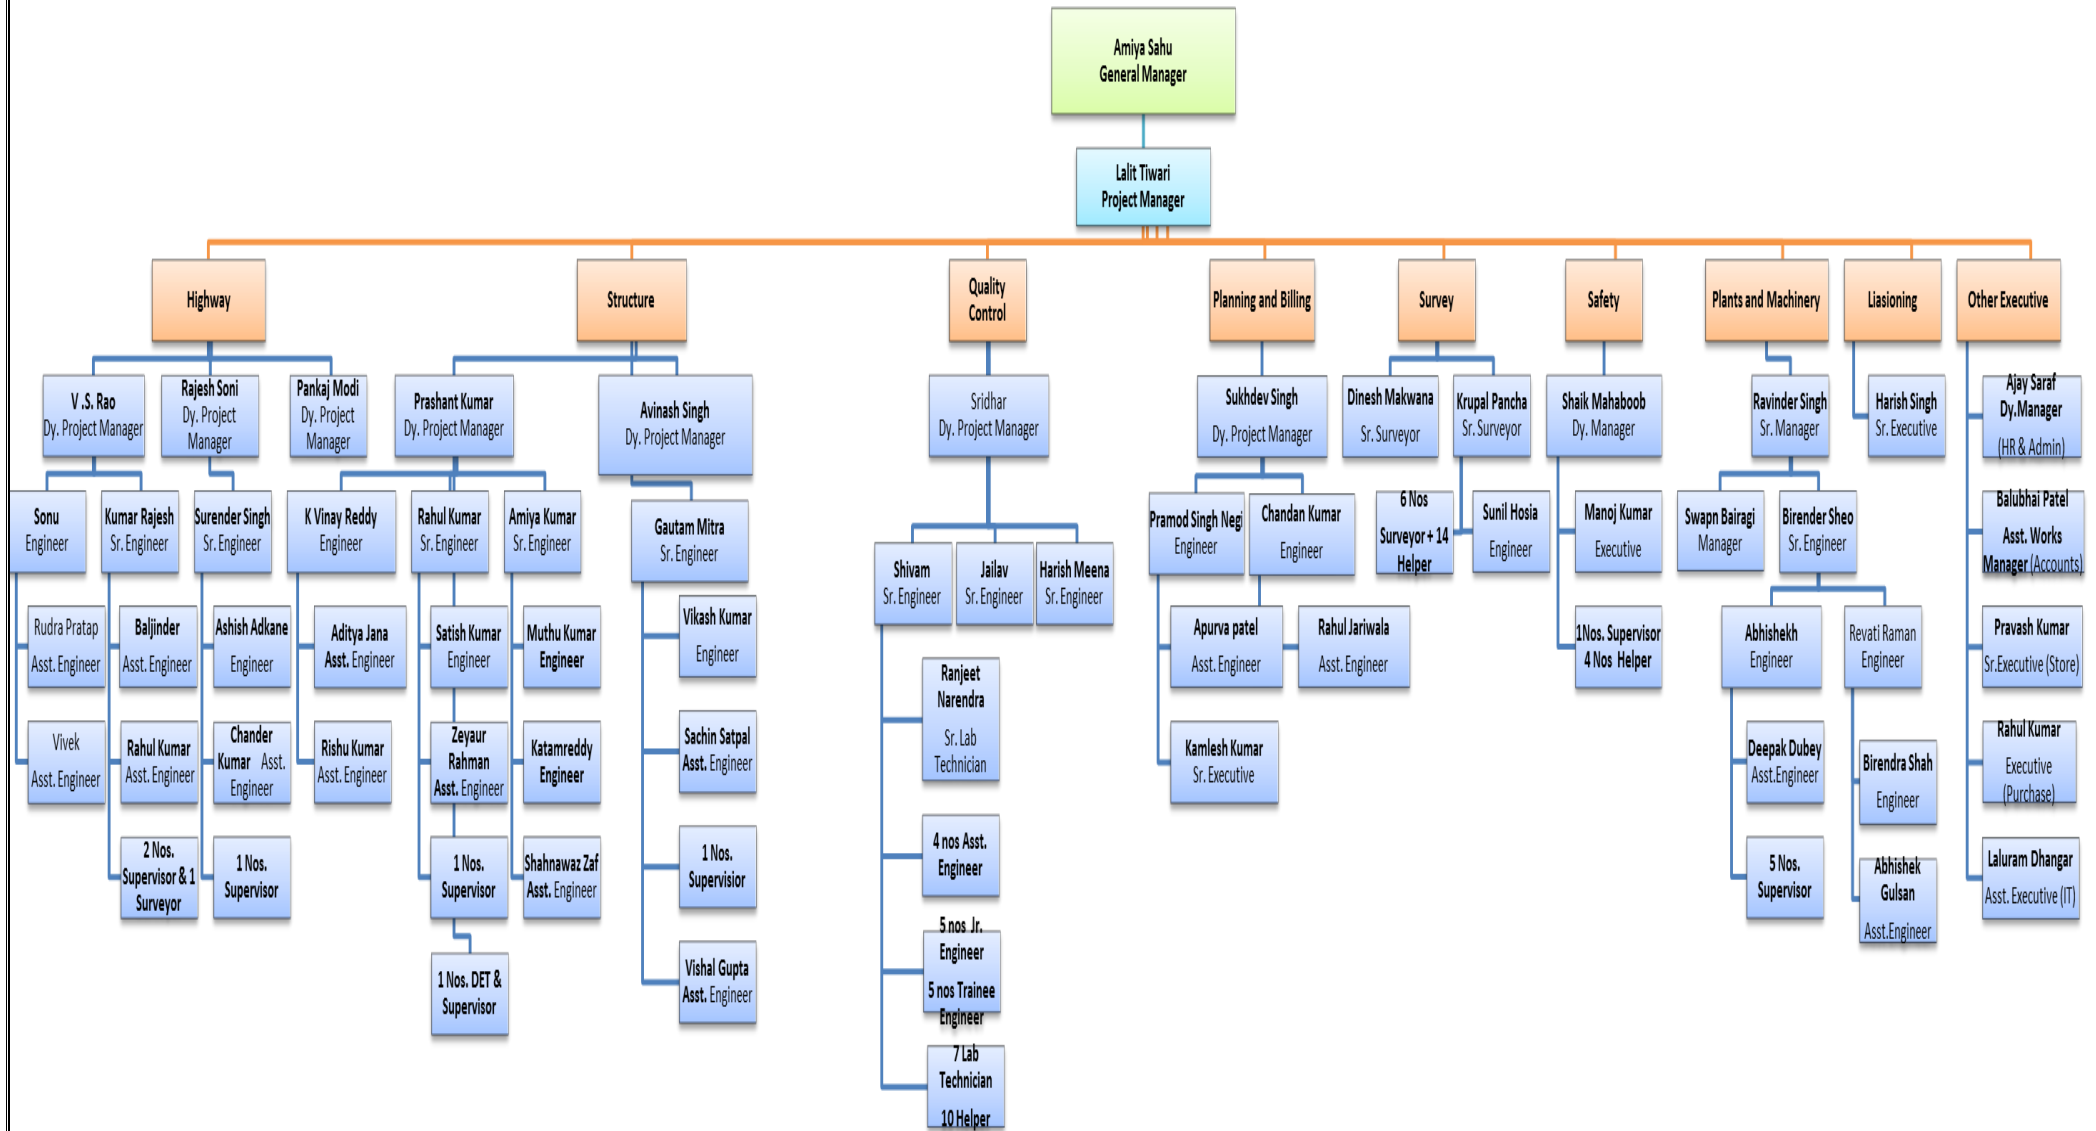 Amiya Sahu
General Manager
Lalit Tiwari
Project Manager
Highway
Structure
Quality
Control
Planning and Billing
Survey
Safety
Plants and Machinery
Liasioning
Other Executive
V .S. Rao
Dy. Project Manager
Rajesh Soni
Dy. Project
Manager
Pankaj Modi
Dy. Project
Manager
Prashant Kumar
Dy. Project Manager
Avinash Singh
Dy. Project Manager
Sridhar
Dy. Project Manager
Sukhdev Singh
Dy. Project Manager
Dinesh Makwana
Sr. Surveyor
Krupal Pancha
Sr. Surveyor
Shaik Mahaboob
Dy. Manager
Ravinder Singh
Sr. Manager
Harish Singh
Sr. Executive
Ajay Saraf
Dy.Manager
(HR & Admin)
Sonu
Engineer
Kumar Rajesh
Sr. Engineer
Surender Singh
Sr. Engineer
K Vinay Reddy
Engineer
Rahul Kumar
Sr. Engineer
Amiya Kumar
Sr. Engineer
Gautam Mitra
Sr. Engineer
Shivam
Sr. Engineer
Jailav
Sr. Engineer
Harish Meena
Sr. Engineer
Pramod Singh Negi
Engineer
Chandan Kumar
Engineer
6 Nos
Surveyor + 14
Helper
Sunil Hosia
Engineer
Manoj Kumar
Executive
Swapn Bairagi
Manager
Birender Sheo
Sr. Engineer
Balubhai Patel
Asst. Works
Manager (Accounts)
Rudra Pratap
Asst. Engineer
Baljinder
Asst. Engineer
Ashish Adkane
Engineer
Aditya Jana
Asst. Engineer
Satish Kumar
Engineer
Muthu Kumar
Engineer
Vikash Kumar
Engineer
Ranjeet
Narendra
Sr. Lab
Technician
Apurva patel
Asst. Engineer
Rahul Jariwala
Asst. Engineer
1Nos. Supervisor
4 Nos Helper
Abhishekh
Engineer
Revati Raman
Engineer
Pravash Kumar
Sr.Executive (Store)
Vivek
Asst. Engineer
Rahul Kumar
Asst. Engineer
Chander
Kumar Asst.
Engineer
Rishu Kumar
Asst. Engineer
Zeyaur
Rahman
Asst. Engineer
Katamreddy
Engineer
Sachin Satpal
Asst. Engineer
4 nos Asst.
Engineer
Kamlesh Kumar
Sr. Executive
Deepak Dubey
Asst.Engineer
Birendra Shah
Engineer
Rahul Kumar
Executive
(Purchase)
2 Nos.
Supervisor & 1
Surveyor
1 Nos.
Supervisor
1 Nos.
Supervisor
Shahnawaz Zaf
Asst. Engineer
1 Nos.
Supervisior
5 nos Jr.
Engineer
5 nos Trainee
Engineer
5 Nos.
Supervisor
Abhishek
Gulsan
Asst.Engineer
Laluram Dhangar
Asst. Executive (IT)
1 Nos. DET &
Supervisor
Vishal Gupta
Asst. Engineer
7 Lab
Technician
10 Helper